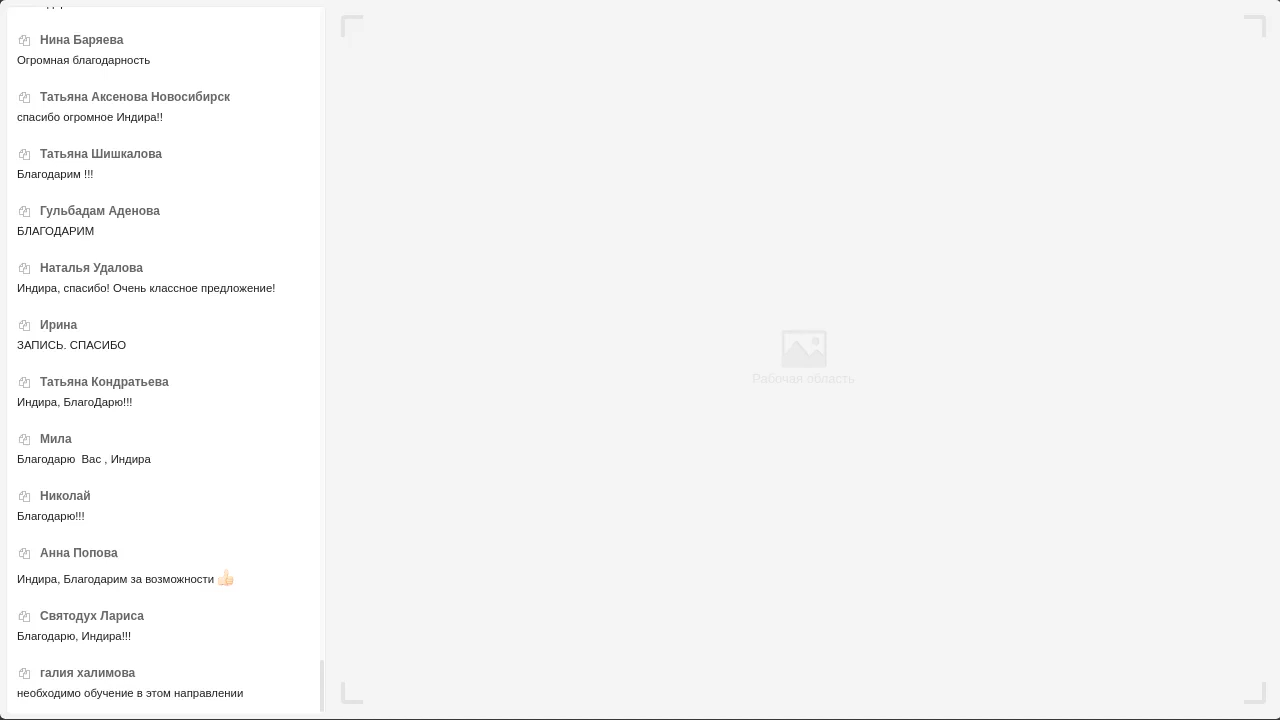 Нина Баряева
Огромная благодарность
Татьяна Аксенова Новосибирск
спасибо огромное Индира!!
Татьяна Шишкалова
Благодарим !!!
Гульбадам Аденова
БЛАГОДАРИМ
Наталья Удалова
Индира, спасибо! Очень классное предложение!
Ирина
ЗАПИСЬ. СПАСИБО
Татьяна Кондратьева
Индира, БлагоДарю!!!
Мила
Благодарю  Вас , Индира
Николай
Благодарю!!!
Анна Попова
Индира, Благодарим за возможности
Святодух Лариса
Благодарю, Индира!!!
галия халимова
необходимо обучение в этом направлении
Рабочая область